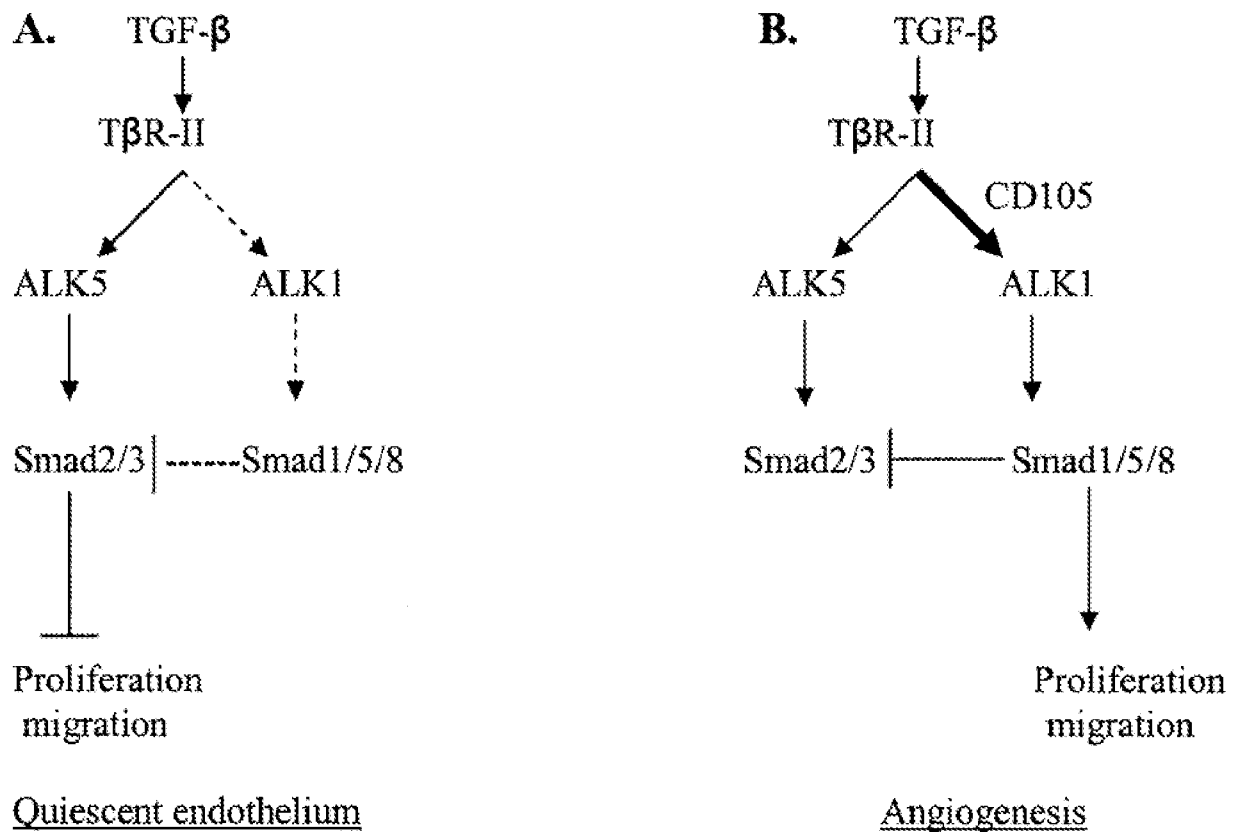 A. TGF-β
TβR-II
ALK5 ALK1
Smad2/3 Smad1/5/8
Proliferation
migration
Quiescent endothelium
B. TGF-β
TβR-II
CD105
ALK5 ALK1
Smad2/3 Smad1/5/8
Proliferation
migration
Angiogenesis